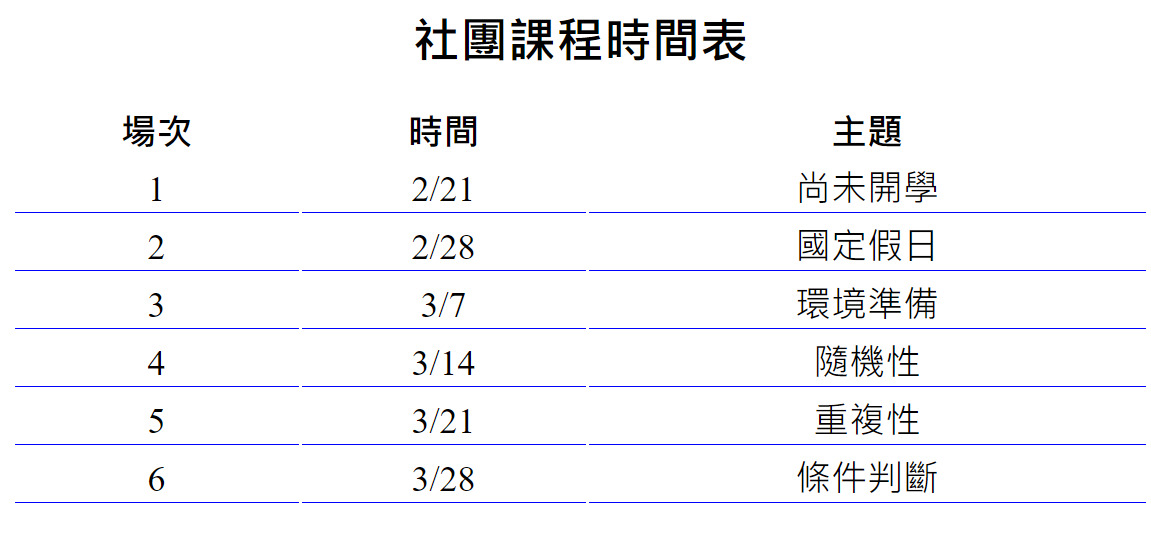 社團課程時間表
場次 時間 主題
1 2/21 尚未開學
2 2/28 國定假日
3 3/7 環境準備
4 3/14 隨機性
5 3/21 重複性
6 3/28 條件判斷